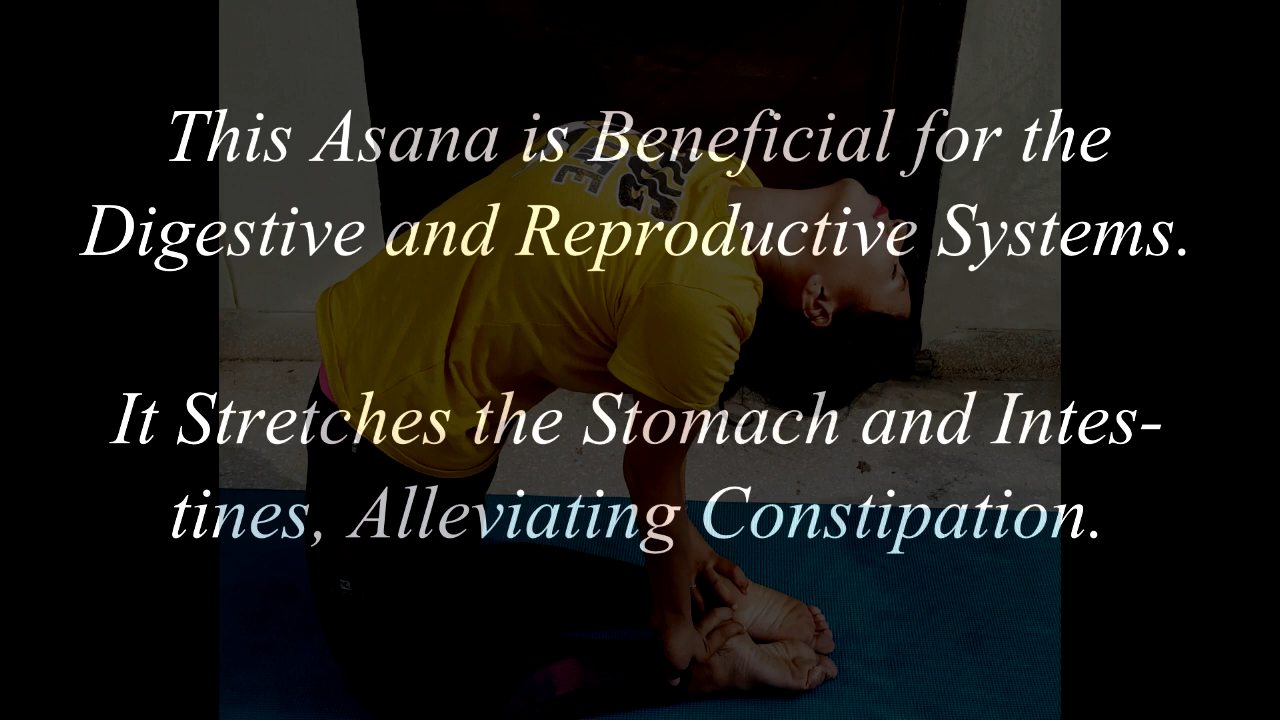 This Asana is Beneficial for the
Digestive and Reproductive Systems.
It Stretches the Stomach and Intes-
tines, Alleviating Constipation.